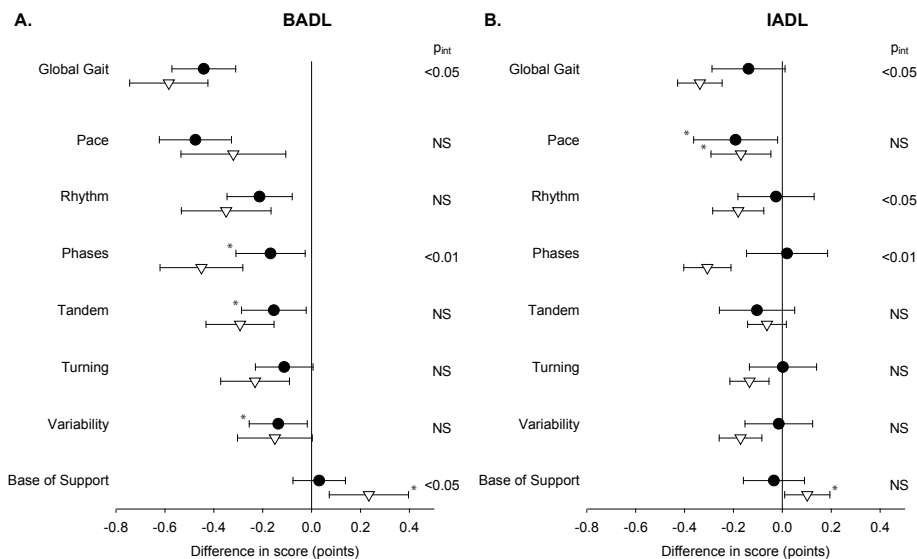 A. BADL
p_int
Global Gait <0.05
Pace NS
Rhythm NS
*
Phases <0.01
*
Tandem NS
Turning NS
*
Variability NS
Base of Support * <0.05
-0.8 -0.6 -0.4 -0.2 0.0 0.2 0.4
Difference in score (points)
B. IADL
p_int
Global Gait <0.05
*
Pace NS
*
Rhythm <0.05
Phases <0.01
Tandem NS
Turning NS
Variability NS
Base of Support * NS
-0.8 -0.6 -0.4 -0.2 0.0 0.2 0.4
Difference in score (points)